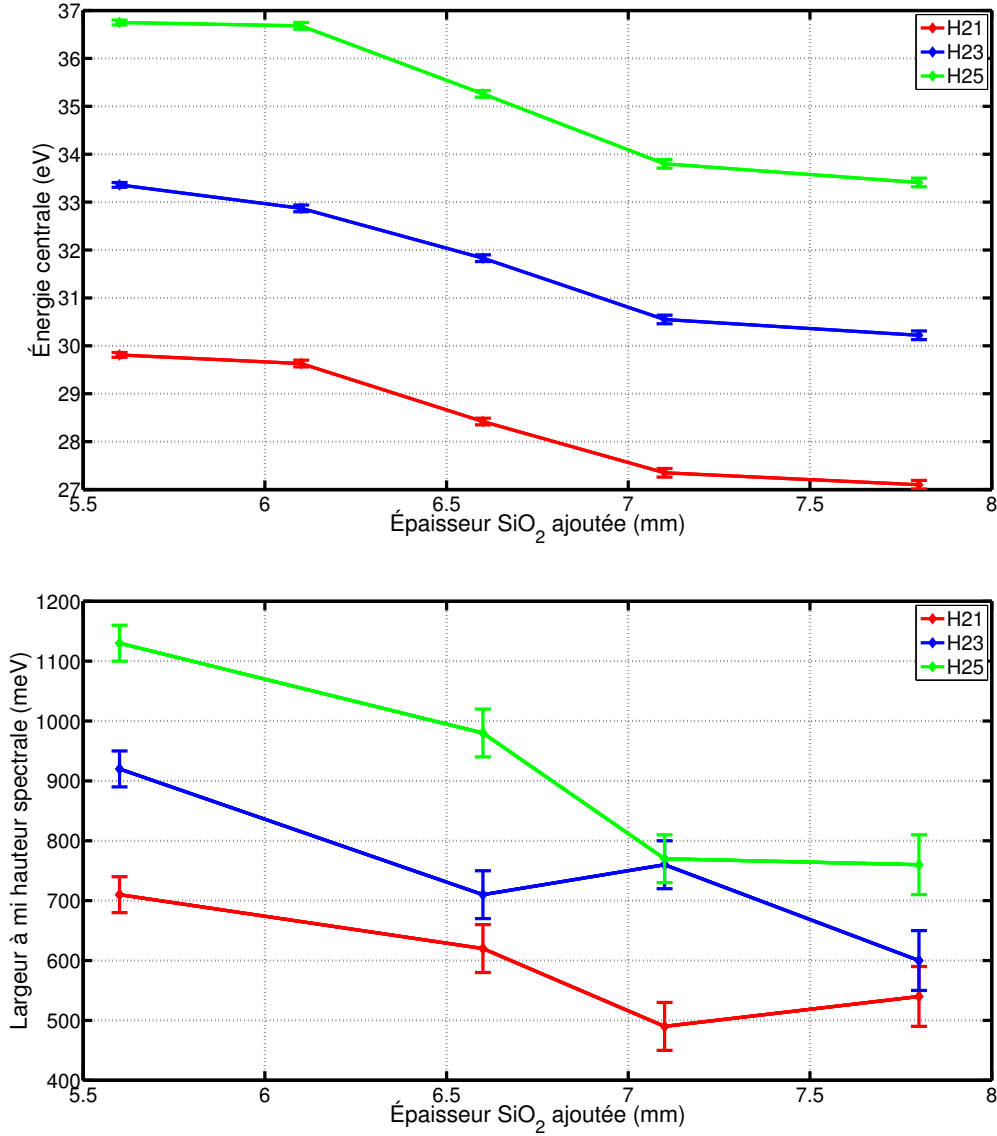 37
36
35
34
33
32
31
30
29
28
27
Énergie centrale (eV)
H21
H23
H25
5.5 6 6.5 7 7.5 8
Épaisseur SiO2 ajoutée (mm)
1200
1100
1000
900
800
700
600
500
400
Largeur à mi hauteur spectrale (meV)
H21
H23
H25
5.5 6 6.5 7 7.5 8
Épaisseur SiO2 ajoutée (mm)